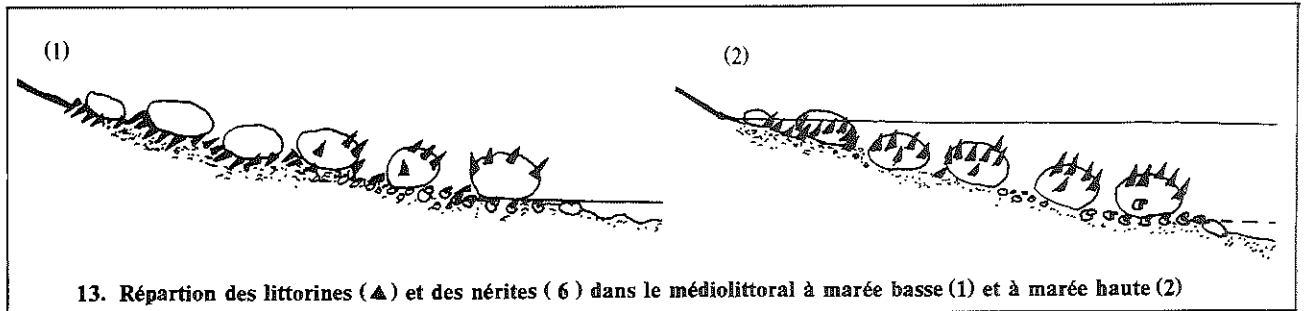 (1)
(2)
13. Répartion des littorines (▲) et des nérites (6) dans le médiolittoral à marée basse (1) et à marée haute (2)